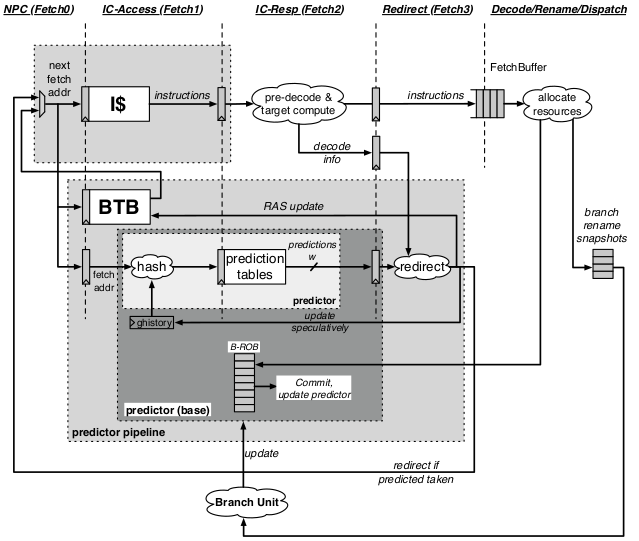 NPC (Fetch0)
IC-Access (Fetch1)
IC-Resp (Fetch2)
Redirect (Fetch3)
Decode/Rename/Dispatch
next
fetch
addr
I$
instructions
pre-decode &
target compute
instructions
FetchBuffer
allocate
resources
decode
info
BTB
RAS update
branch
rename
snapshots
hash
prediction
tables
predictions
w
redirect
fetch
addr
predictor
ghistory
update
speculatively
B-ROB
Commit,
update predictor
predictor (base)
predictor pipeline
update
redirect if
predicted taken
Branch Unit